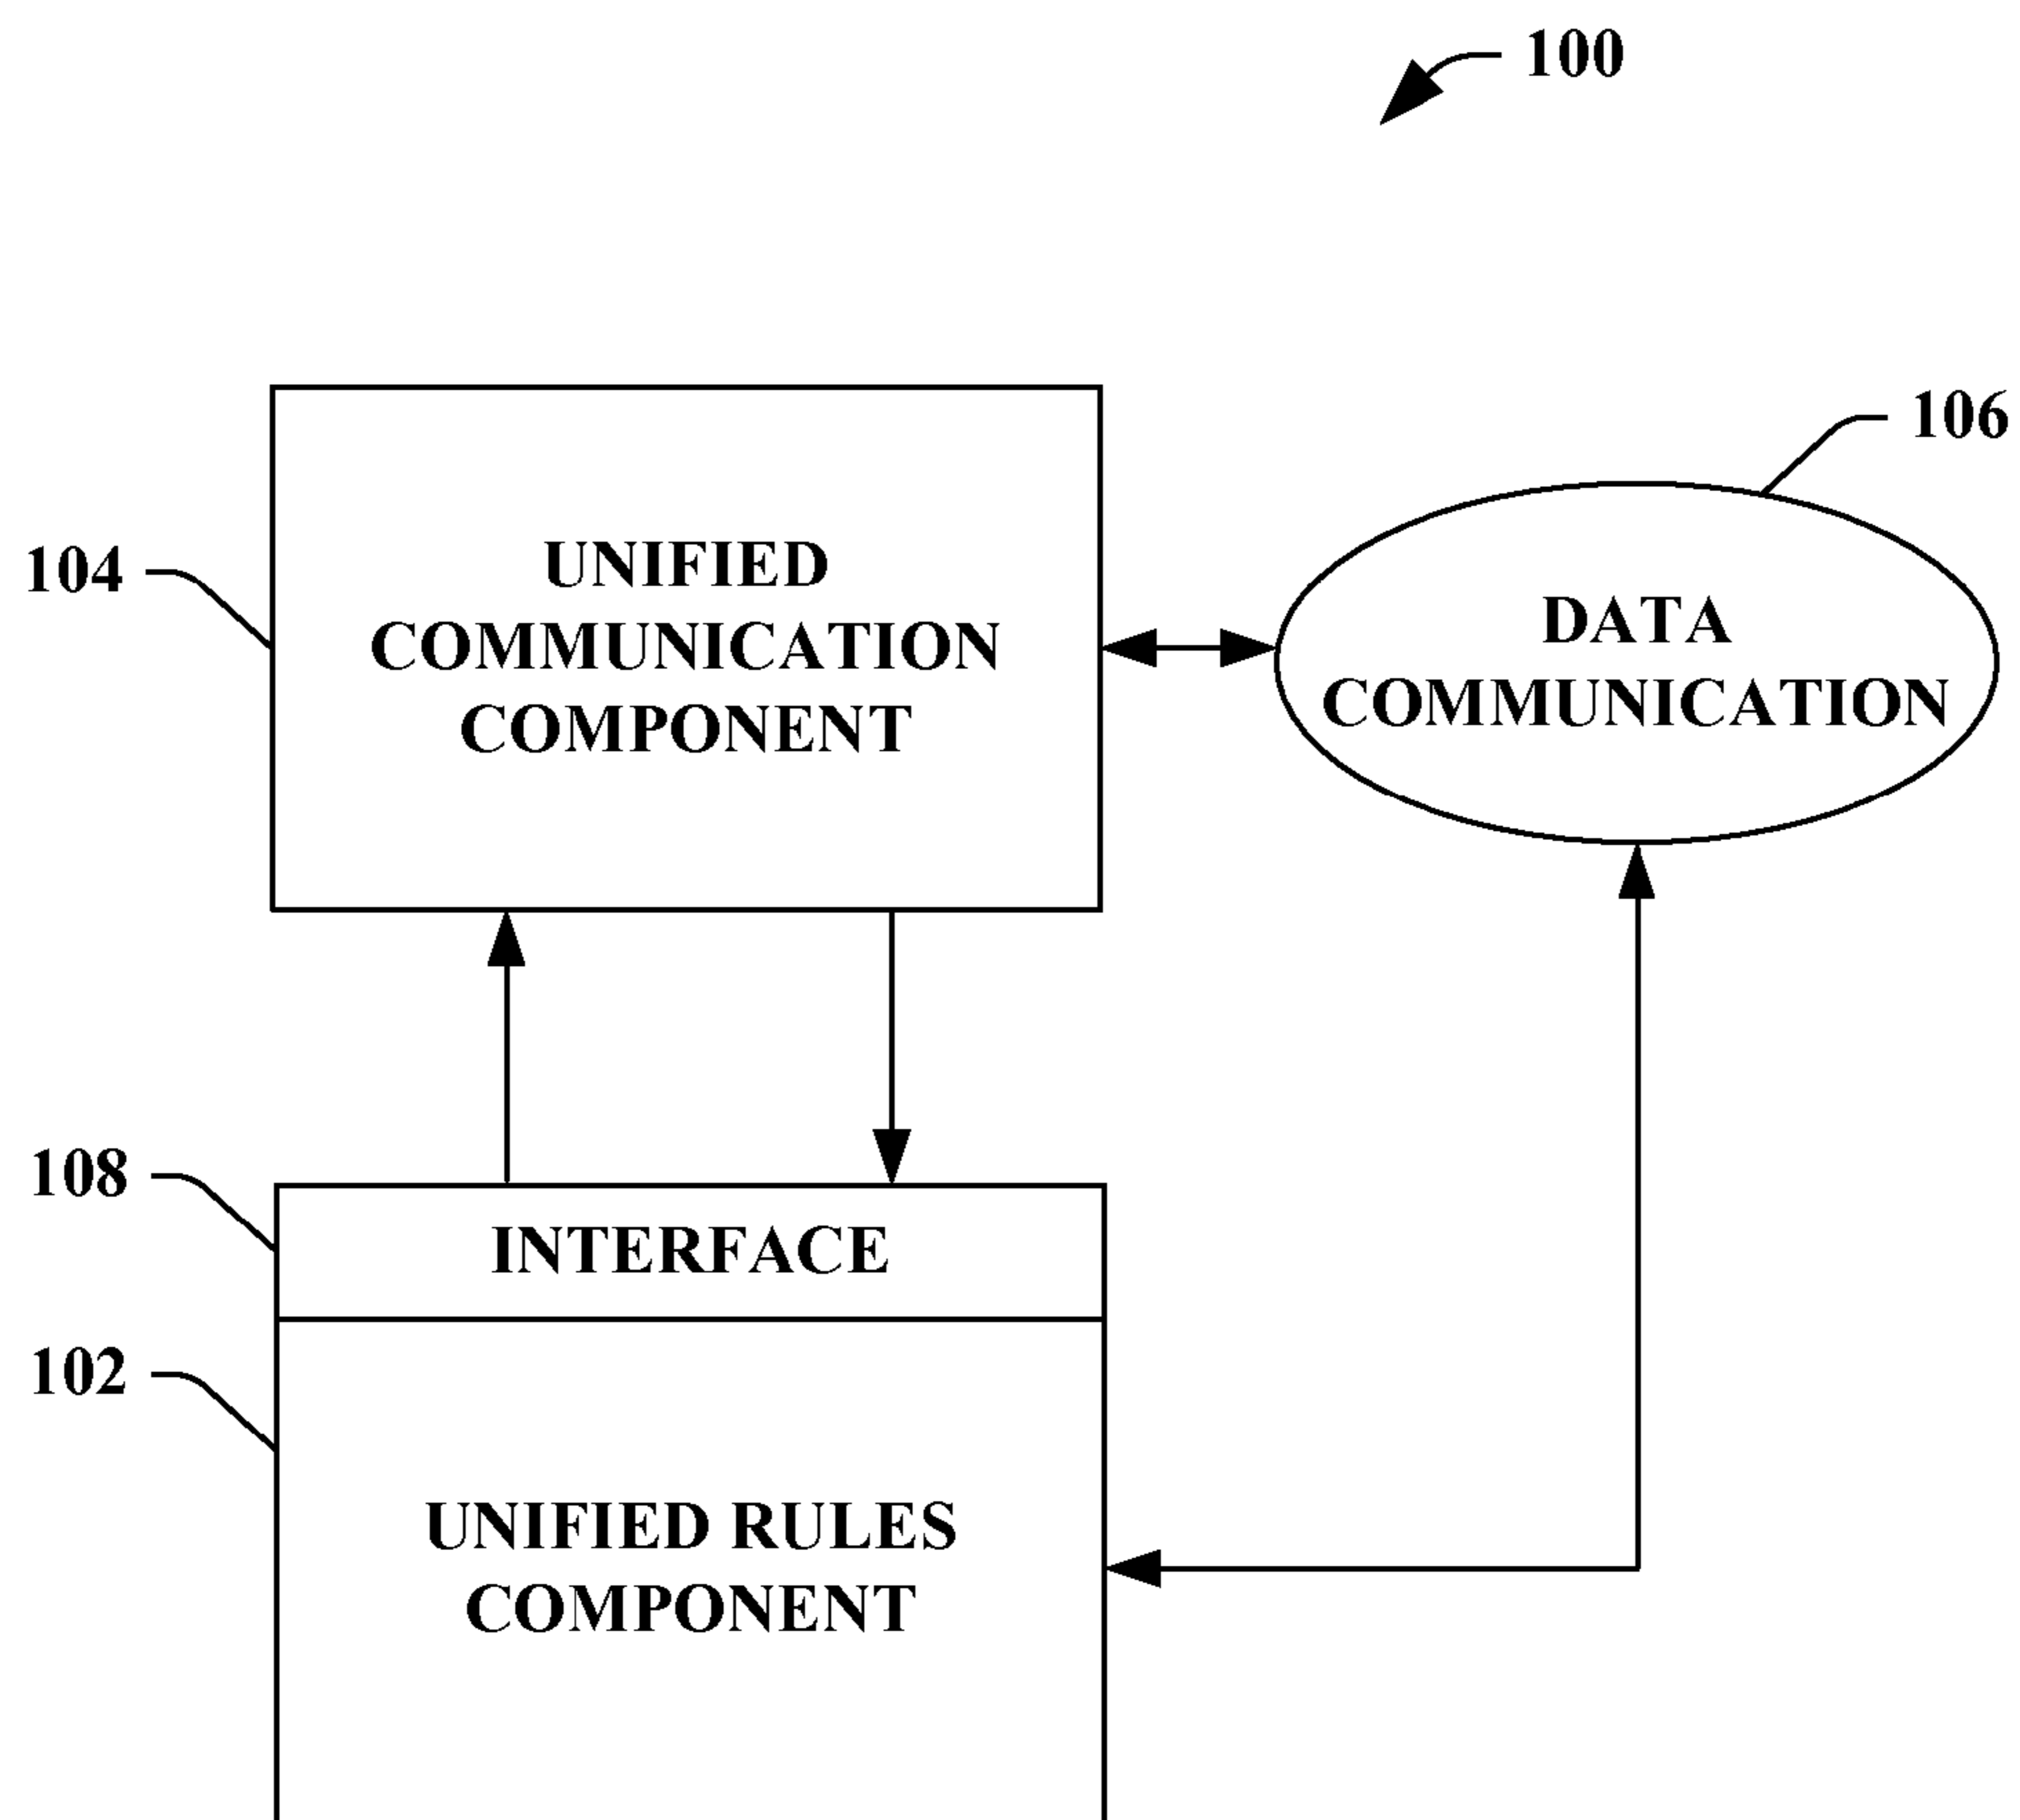 100
106
104
UNIFIED
COMMUNICATION
COMPONENT
DATA
COMMUNICATION
108
INTERFACE
102
UNIFIED RULES
COMPONENT